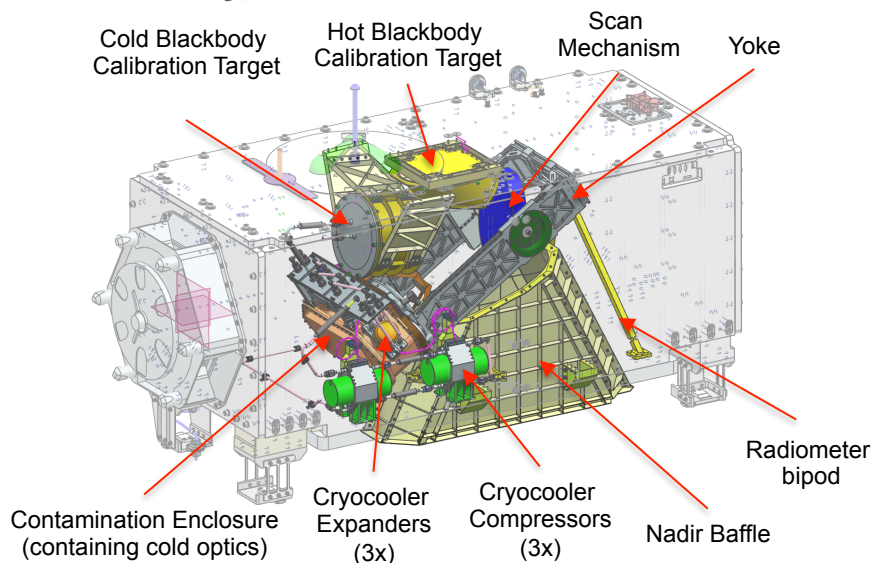 Cold Blackbody
Calibration Target
Hot Blackbody
Calibration Target
Scan
Mechanism
Yoke
Contamination Enclosure
(containing cold optics)
Cryocooler
Expanders
(3x)
Cryocooler
Compressors
(3x)
Nadir Baffle
Radiometer
bipod